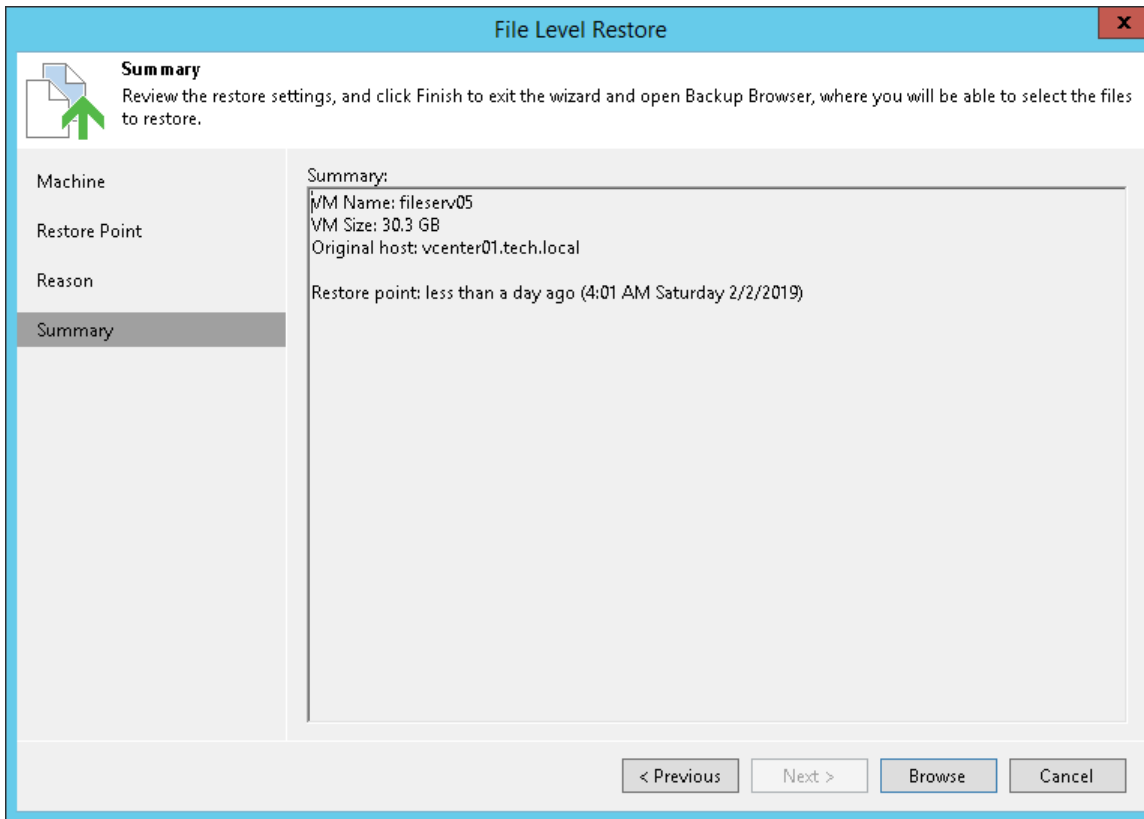 File Level Restore
x
Summary
Review the restore settings, and click Finish to exit the wizard and open Backup Browser, where you will be able to select the files
to restore.
Machine
Restore Point
Reason
Summary
Summary:
VM Name: fileserv05
VM Size: 30.3 GB
Original host: vcenter01.tech.local
Restore point: less than a day ago (4:01 AM Saturday 2/2/2019)
< Previous
Next >
Browse
Cancel